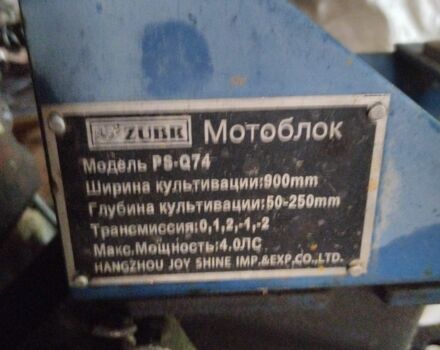 ZUBR Мотоблок
Модель PS-Q74
Ширина культивации:900mm
Глубина культивации:50-250mm
Трансмиссия:0,1,2,-1,-2
Макс.Мощность:4.0ЛС
HANGZHOU JOY SHINE IMP.&EXP.CO.,LTD.